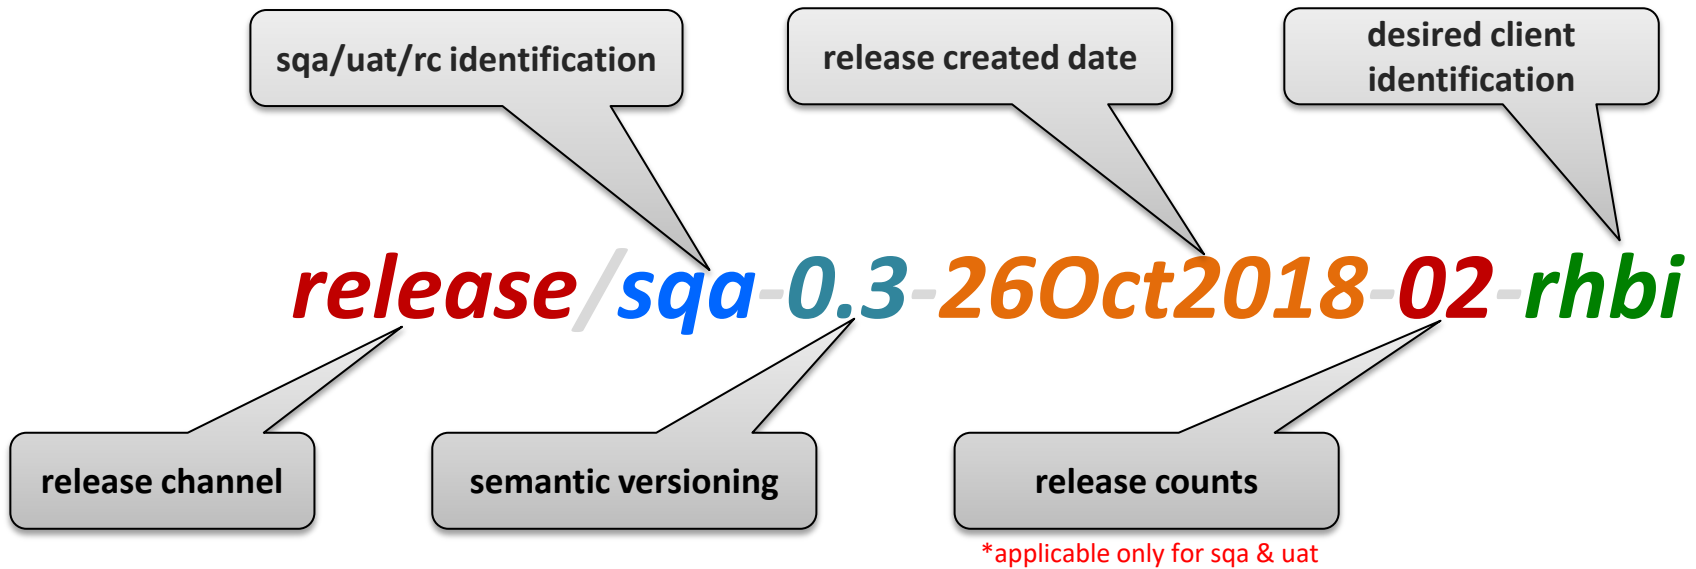 sqa/uat/rc identification
release created date
desired client
identification
release/sqa-0.3-26Oct2018-02-rhbi
release channel
semantic versioning
release counts
*applicable only for sqa & uat